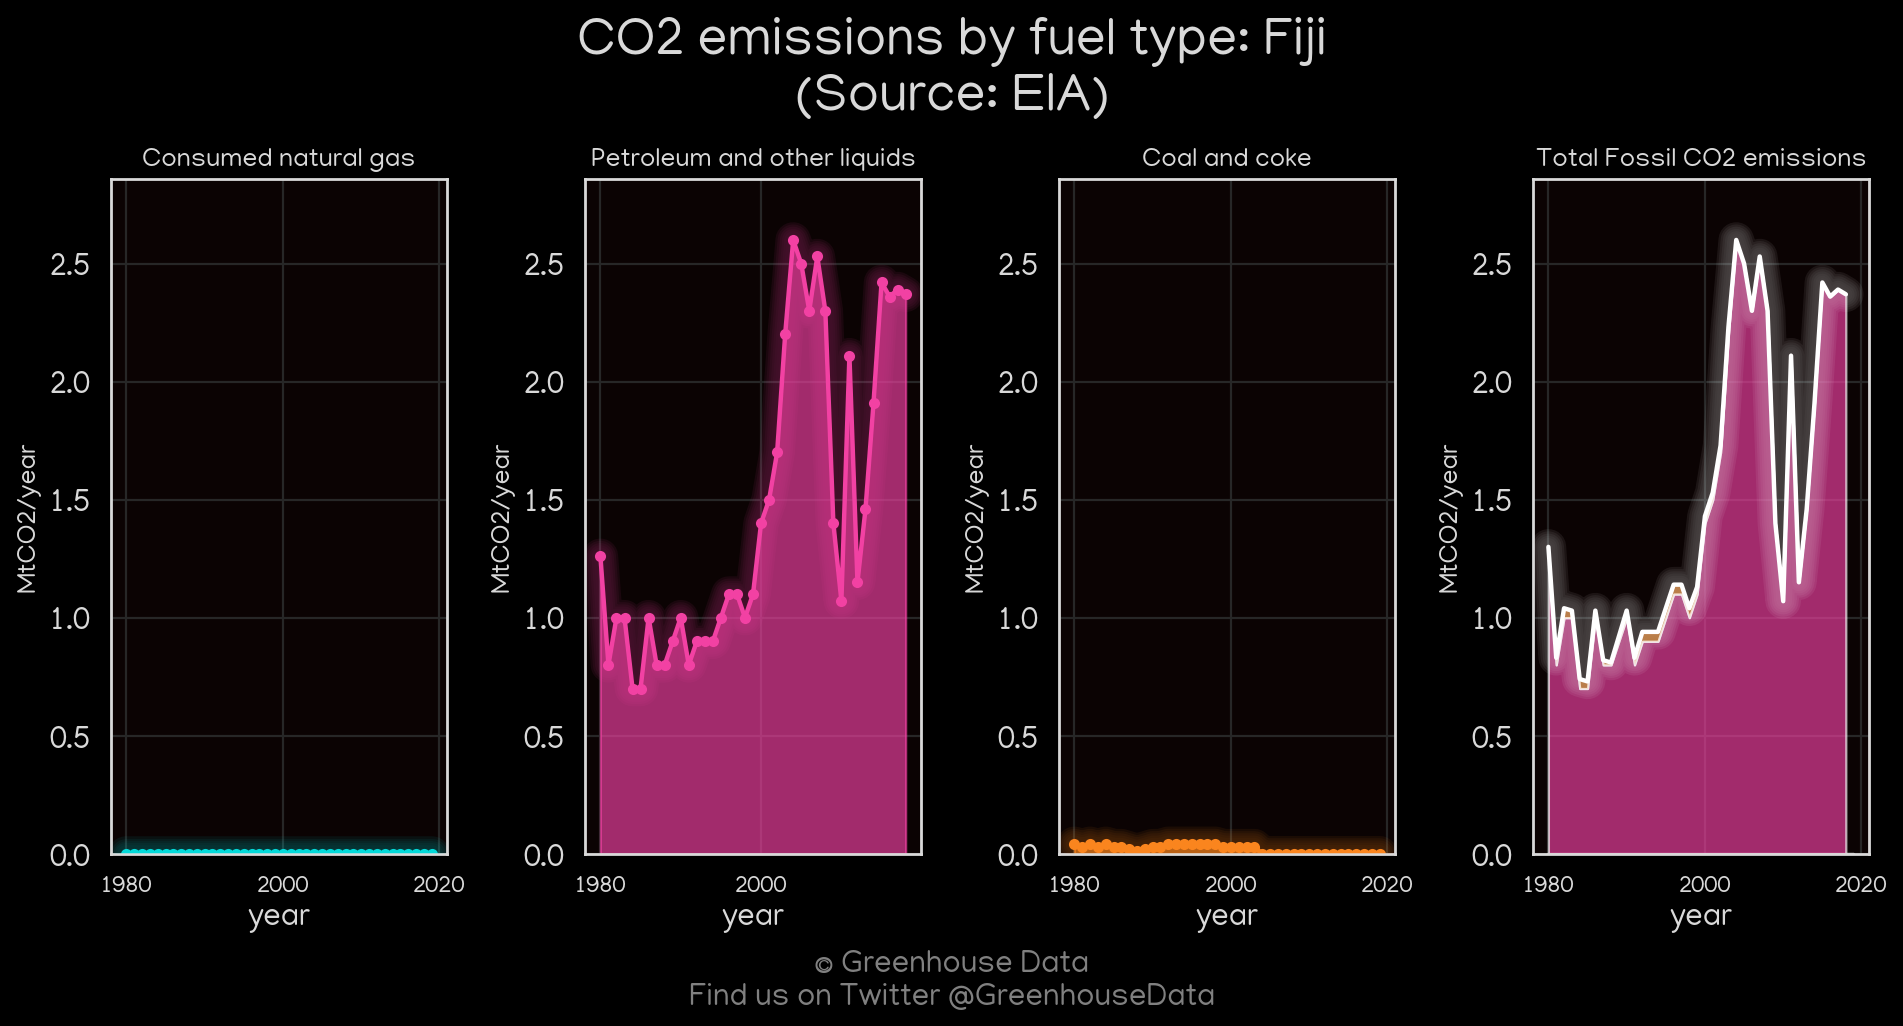 CO2 emissions by fuel type: Fiji
(Source: EIA)
Consumed natural gas
Petroleum and other liquids
Coal and coke
Total Fossil CO2 emissions
MtCO2/year
2.5
2.0
1.5
1.0
0.5
0.0
1980
2000
2020
year
MtCO2/year
2.5
2.0
1.5
1.0
0.5
0.0
1980
2000
year
MtCO2/year
2.5
2.0
1.5
1.0
0.5
0.0
1980
2000
2020
year
MtCO2/year
2.5
2.0
1.5
1.0
0.5
0.0
1980
2000
2020
year
© Greenhouse Data
Find us on Twitter @GreenhouseData